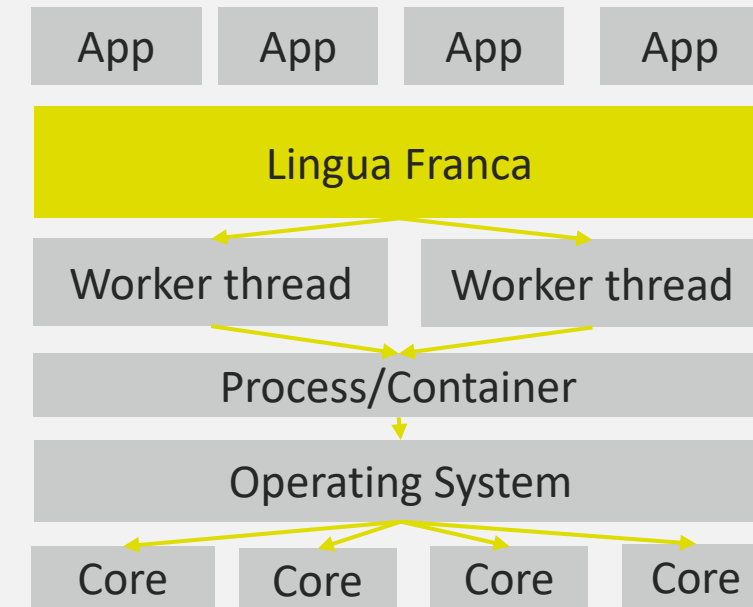 App App App App
Lingua Franca
Worker thread Worker thread
Process/Container
Operating System
Core Core Core Core